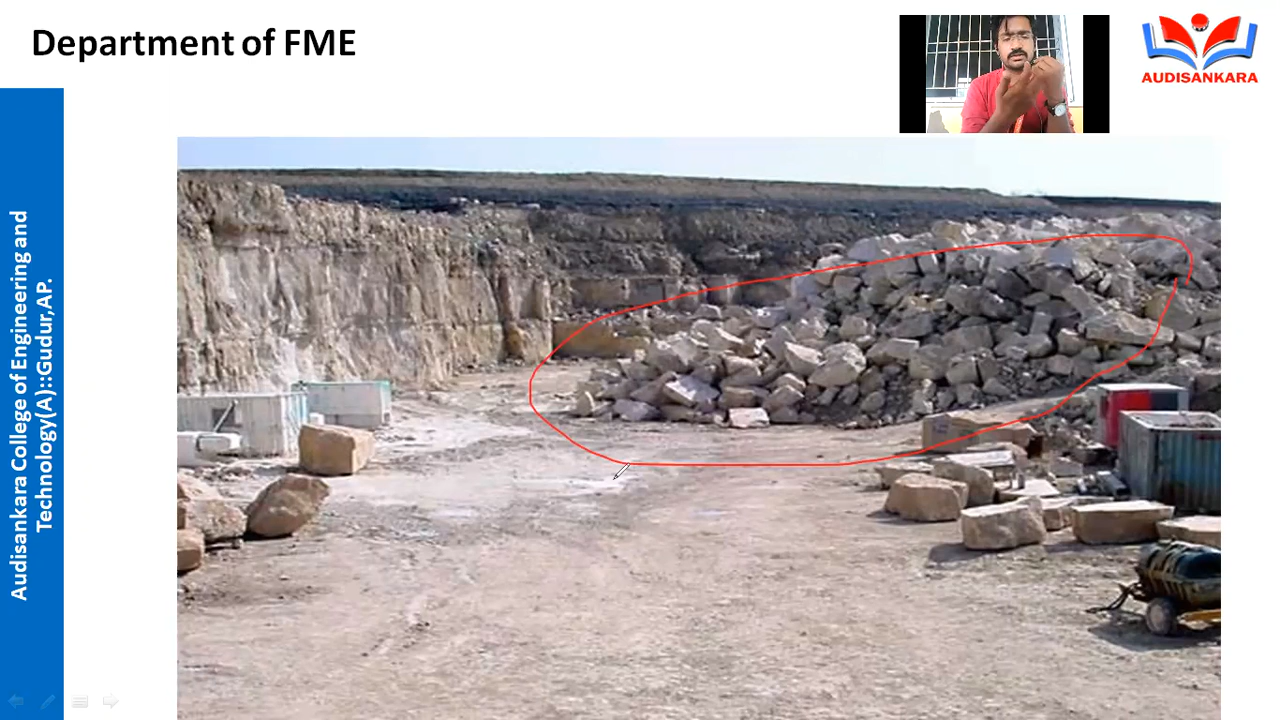 Department of FME
AUDISANKARA
Audisankara College of Engineering and
Technology(A)::Gudur,AP.